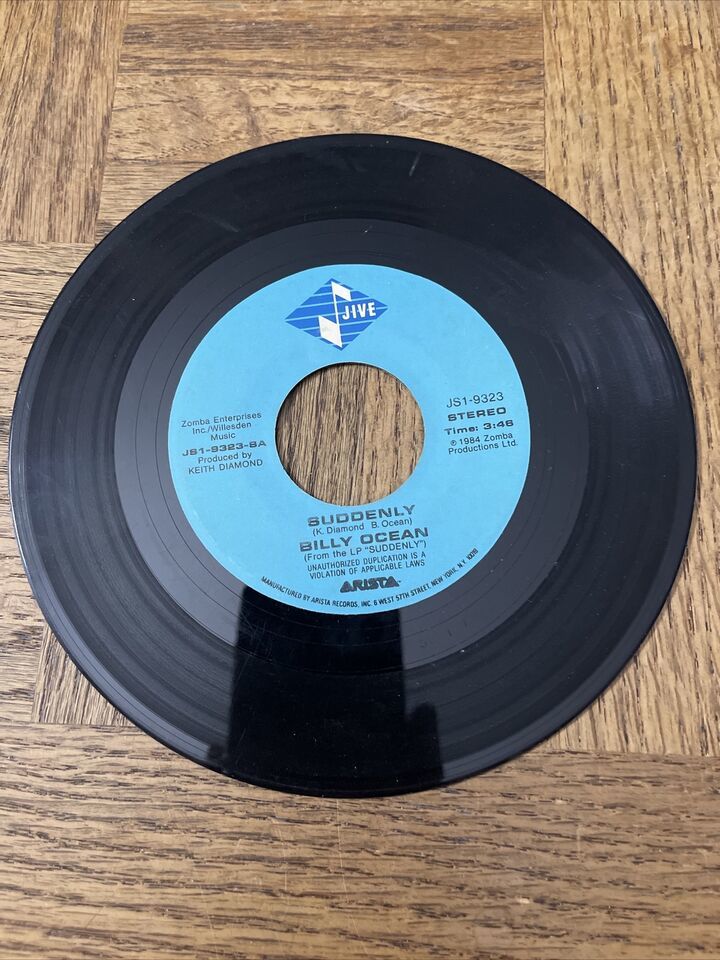 JIVE
Zomba Enterprises
Inc./Willesden
Music
JS1-9323-SA
Produced by
KEITH DIAMOND
JS1-9323
STEREO
Time: 3:46
℗ 1984 Zomba
Productions Ltd.
SUDDENLY
(K. Diamond B. Ocean)
BILLY OCEAN
(From the LP "SUDDENLY")
UNAUTHORIZED DUPLICATION IS A
VIOLATION OF APPLICABLE LAWS
ARISTA
MANUFACTURED BY ARISTA RECORDS, INC. 6 WEST 57TH STREET, NEW YORK, N.Y. 10019